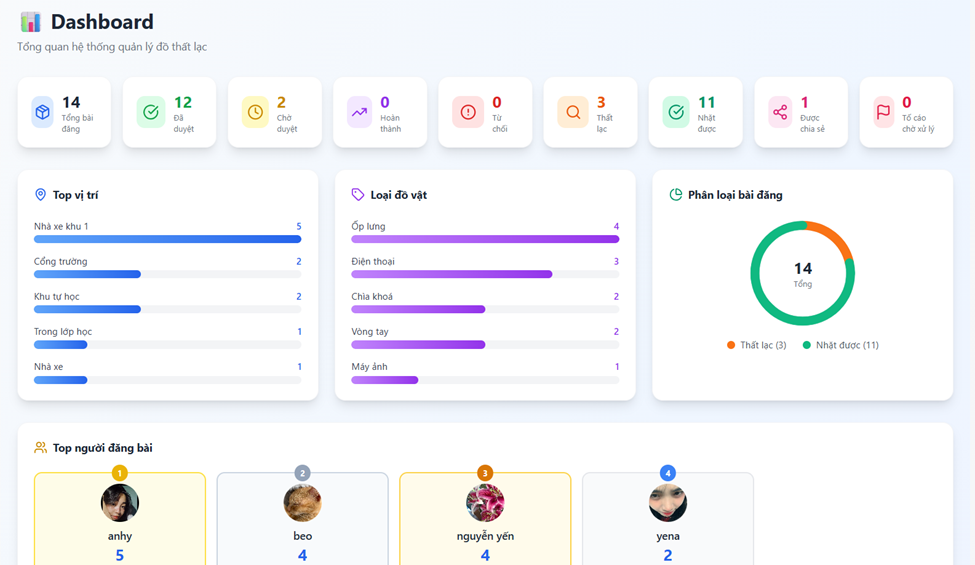 Dashboard
Tổng quan hệ thống quản lý đồ thất lạc
14
Tổng bài
đăng
12
Đã
duyệt
2
Chờ
duyệt
0
Hoàn
thành
0
Từ
chối
3
Thất
lạc
11
Nhặt
được
1
Được
chia sẻ
0
Tố cáo
chờ xử lý
Top vị trí
Nhà xe khu 1 5
Cổng trường 2
Khu tự học 2
Trong lớp học 1
Nhà xe 1
Loại đồ vật
Ốp lưng 4
Điện thoại 3
Chìa khoá 2
Vòng tay 2
Máy ảnh 1
Phân loại bài đăng
14
Tổng
Thất lạc (3) Nhặt được (11)
Top người đăng bài
1
anhy
5
2
beo
4
3
nguyễn yến
4
4
yena
2